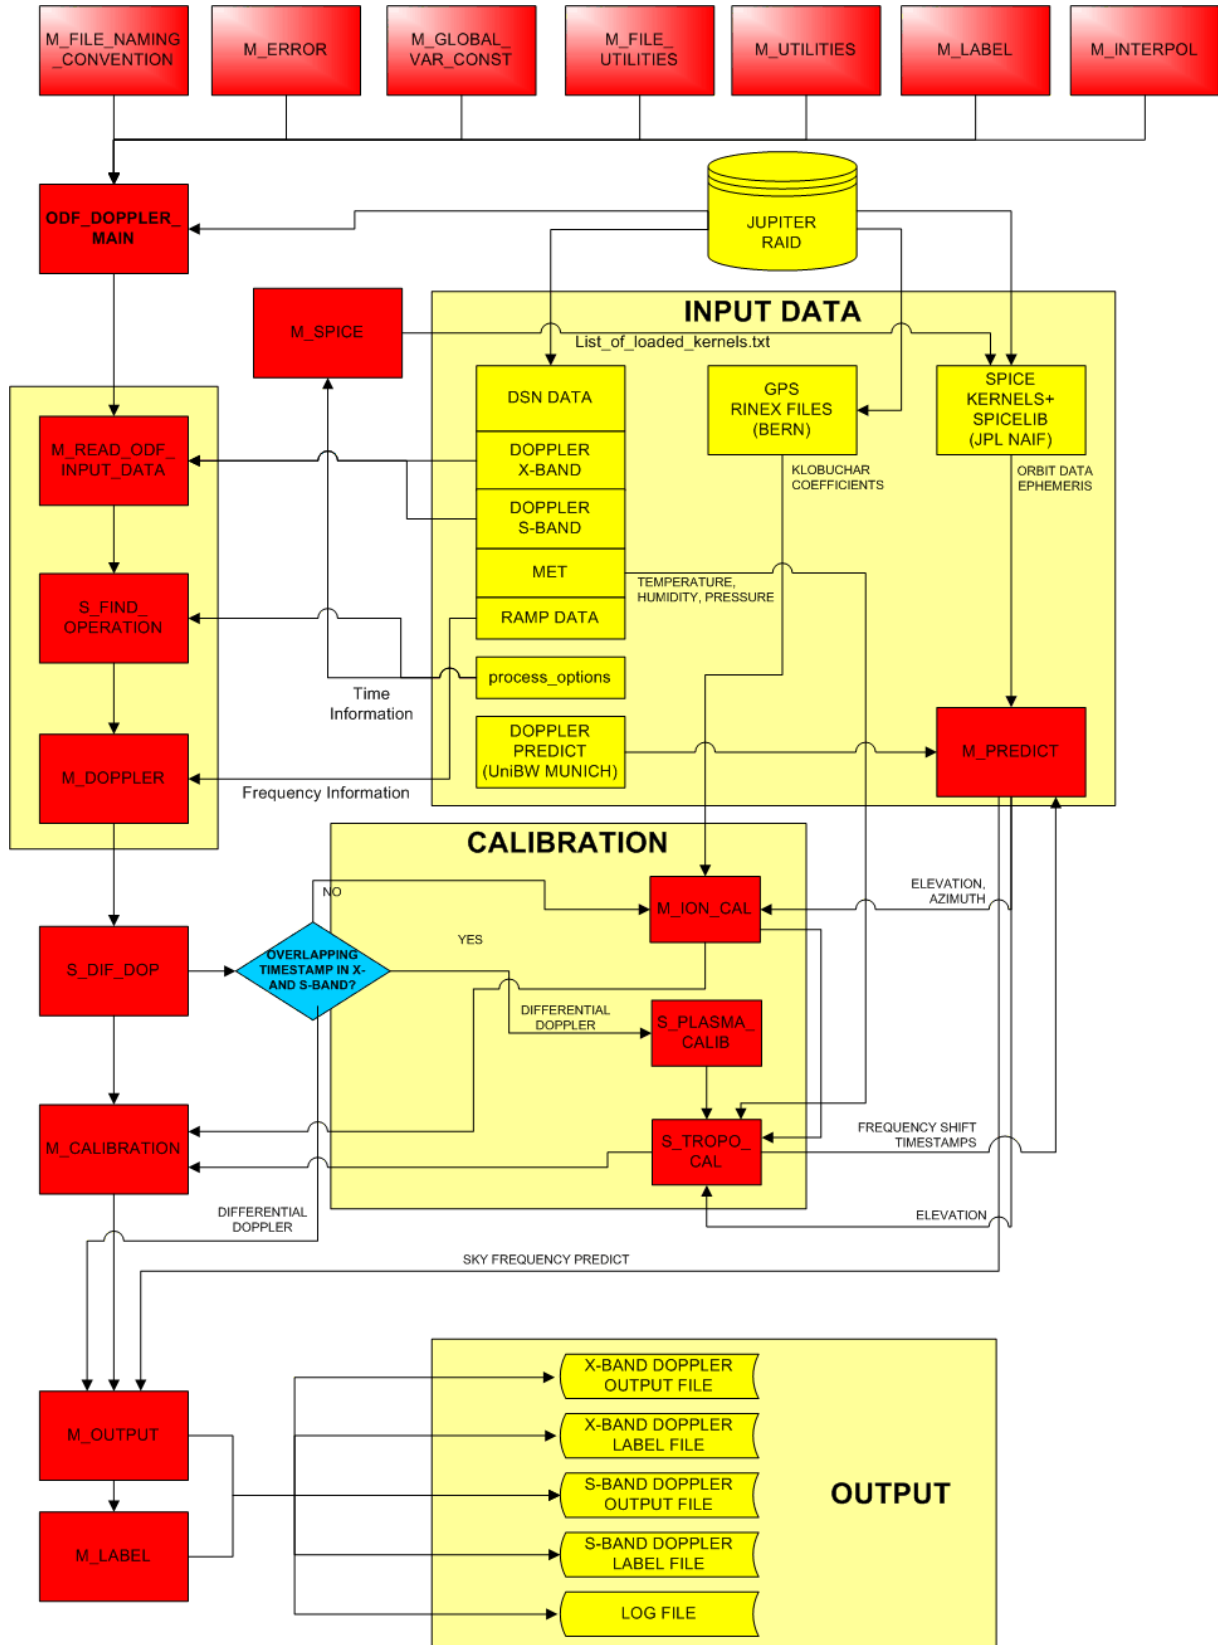 M_FILE_NAMING
_CONVENTION
M_ERROR
M_GLOBAL_
VAR_CONST
M_FILE_
UTILITIES
M_UTILITIES
M_LABEL
M_INTERPOL
ODF_DOPPLER_
MAIN
JUPITER
RAID
M_SPICE
INPUT DATA
List_of_loaded_kernels.txt
DSN DATA
GPS
RINEX FILES
(BERN)
SPICE
KERNELS+
SPICELIB
(JPL NAIF)
M_READ_ODF_
INPUT_DATA
DOPPLER
X-BAND
KLOBUCHAR
COEFFICIENTS
ORBIT DATA
EPHEMERIS
DOPPLER
S-BAND
MET
TEMPERATURE,
HUMIDITY, PRESSURE
S_FIND_
OPERATION
RAMP DATA
process_options
Time
Information
DOPPLER
PREDICT
(UniBW MUNICH)
M_PREDICT
M_DOPPLER
Frequency Information
CALIBRATION
NO
M_ION_CAL
ELEVATION,
AZIMUTH
YES
S_DIF_DOP
OVERLAPPING
TIMESTAMP IN X-
AND S-BAND?
DIFFERENTIAL
DOPPLER
S_PLASMA_
CALIB
M_CALIBRATION
S_TROPO_
CAL
FREQUENCY SHIFT
TIMESTAMPS
DIFFERENTIAL
DOPPLER
ELEVATION
SKY FREQUENCY PREDICT
X-BAND DOPPLER
OUTPUT FILE
M_OUTPUT
X-BAND DOPPLER
LABEL FILE
S-BAND DOPPLER
OUTPUT FILE
OUTPUT
M_LABEL
S-BAND DOPPLER
LABEL FILE
LOG FILE